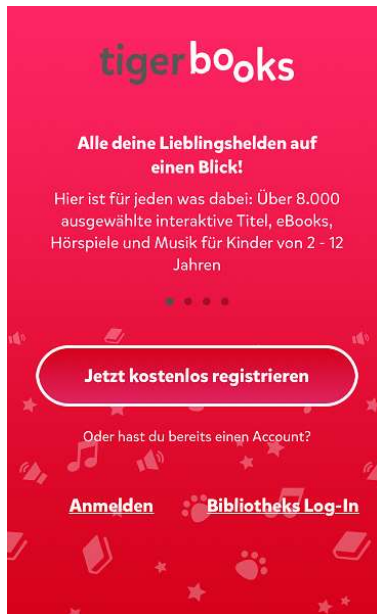 tigerbooks
Alle deine Lieblingshelden auf
einen Blick!
Hier ist für jeden was dabei: Über 8.000
ausgewählte interaktive Titel, eBooks,
Hörspiele und Musik für Kinder von 2 - 12
Jahren
Jetzt kostenlos registrieren
Oder hast du bereits einen Account?
Anmelden Bibliotheks Log-In